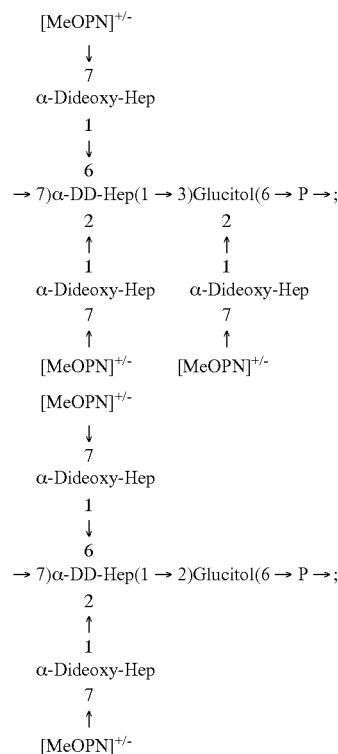 [MeOPN]+/-
↓
7
α-Dideoxy-Hep
1
↓
6
→ 7)α-DD-Hep(1 → 3)Glucitol(6 → P →;
2 2
↑ ↑
1 1
α-Dideoxy-Hep α-Dideoxy-Hep
7 7
↑ ↑
[MeOPN]+/- [MeOPN]+/-
[MeOPN]+/-
↓
7
α-Dideoxy-Hep
1
↓
6
→ 7)α-DD-Hep(1 → 2)Glucitol(6 → P →;
2
↑
1
α-Dideoxy-Hep
7
↑
[MeOPN]+/-